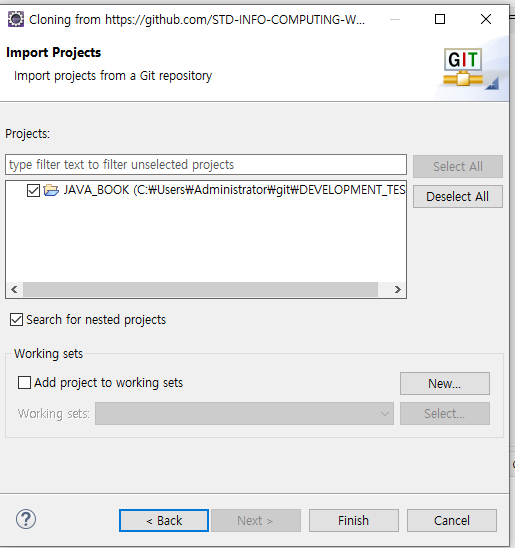 Cloning from https://github.com/STD-INFO-COMPUTING-W...
Import Projects
Import projects from a Git repository
GIT
Projects:
type filter text to filter unselected projects
Select All
JAVA_BOOK (C:₩Users₩Administrator₩git₩DEVELOPMENT_TES
Deselect All
Search for nested projects
Working sets
Add project to working sets
New...
Working sets:
Select...
?
< Back
Next >
Finish
Cancel